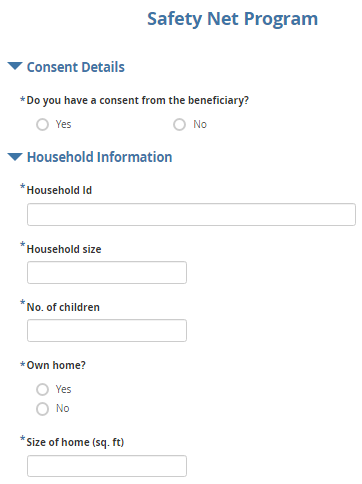 Safety Net Program
Consent Details
*Do you have a consent from the beneficiary?
Yes No
Household Information
*Household Id
*Household size
*No. of children
*Own home?
Yes
No
*Size of home (sq. ft)